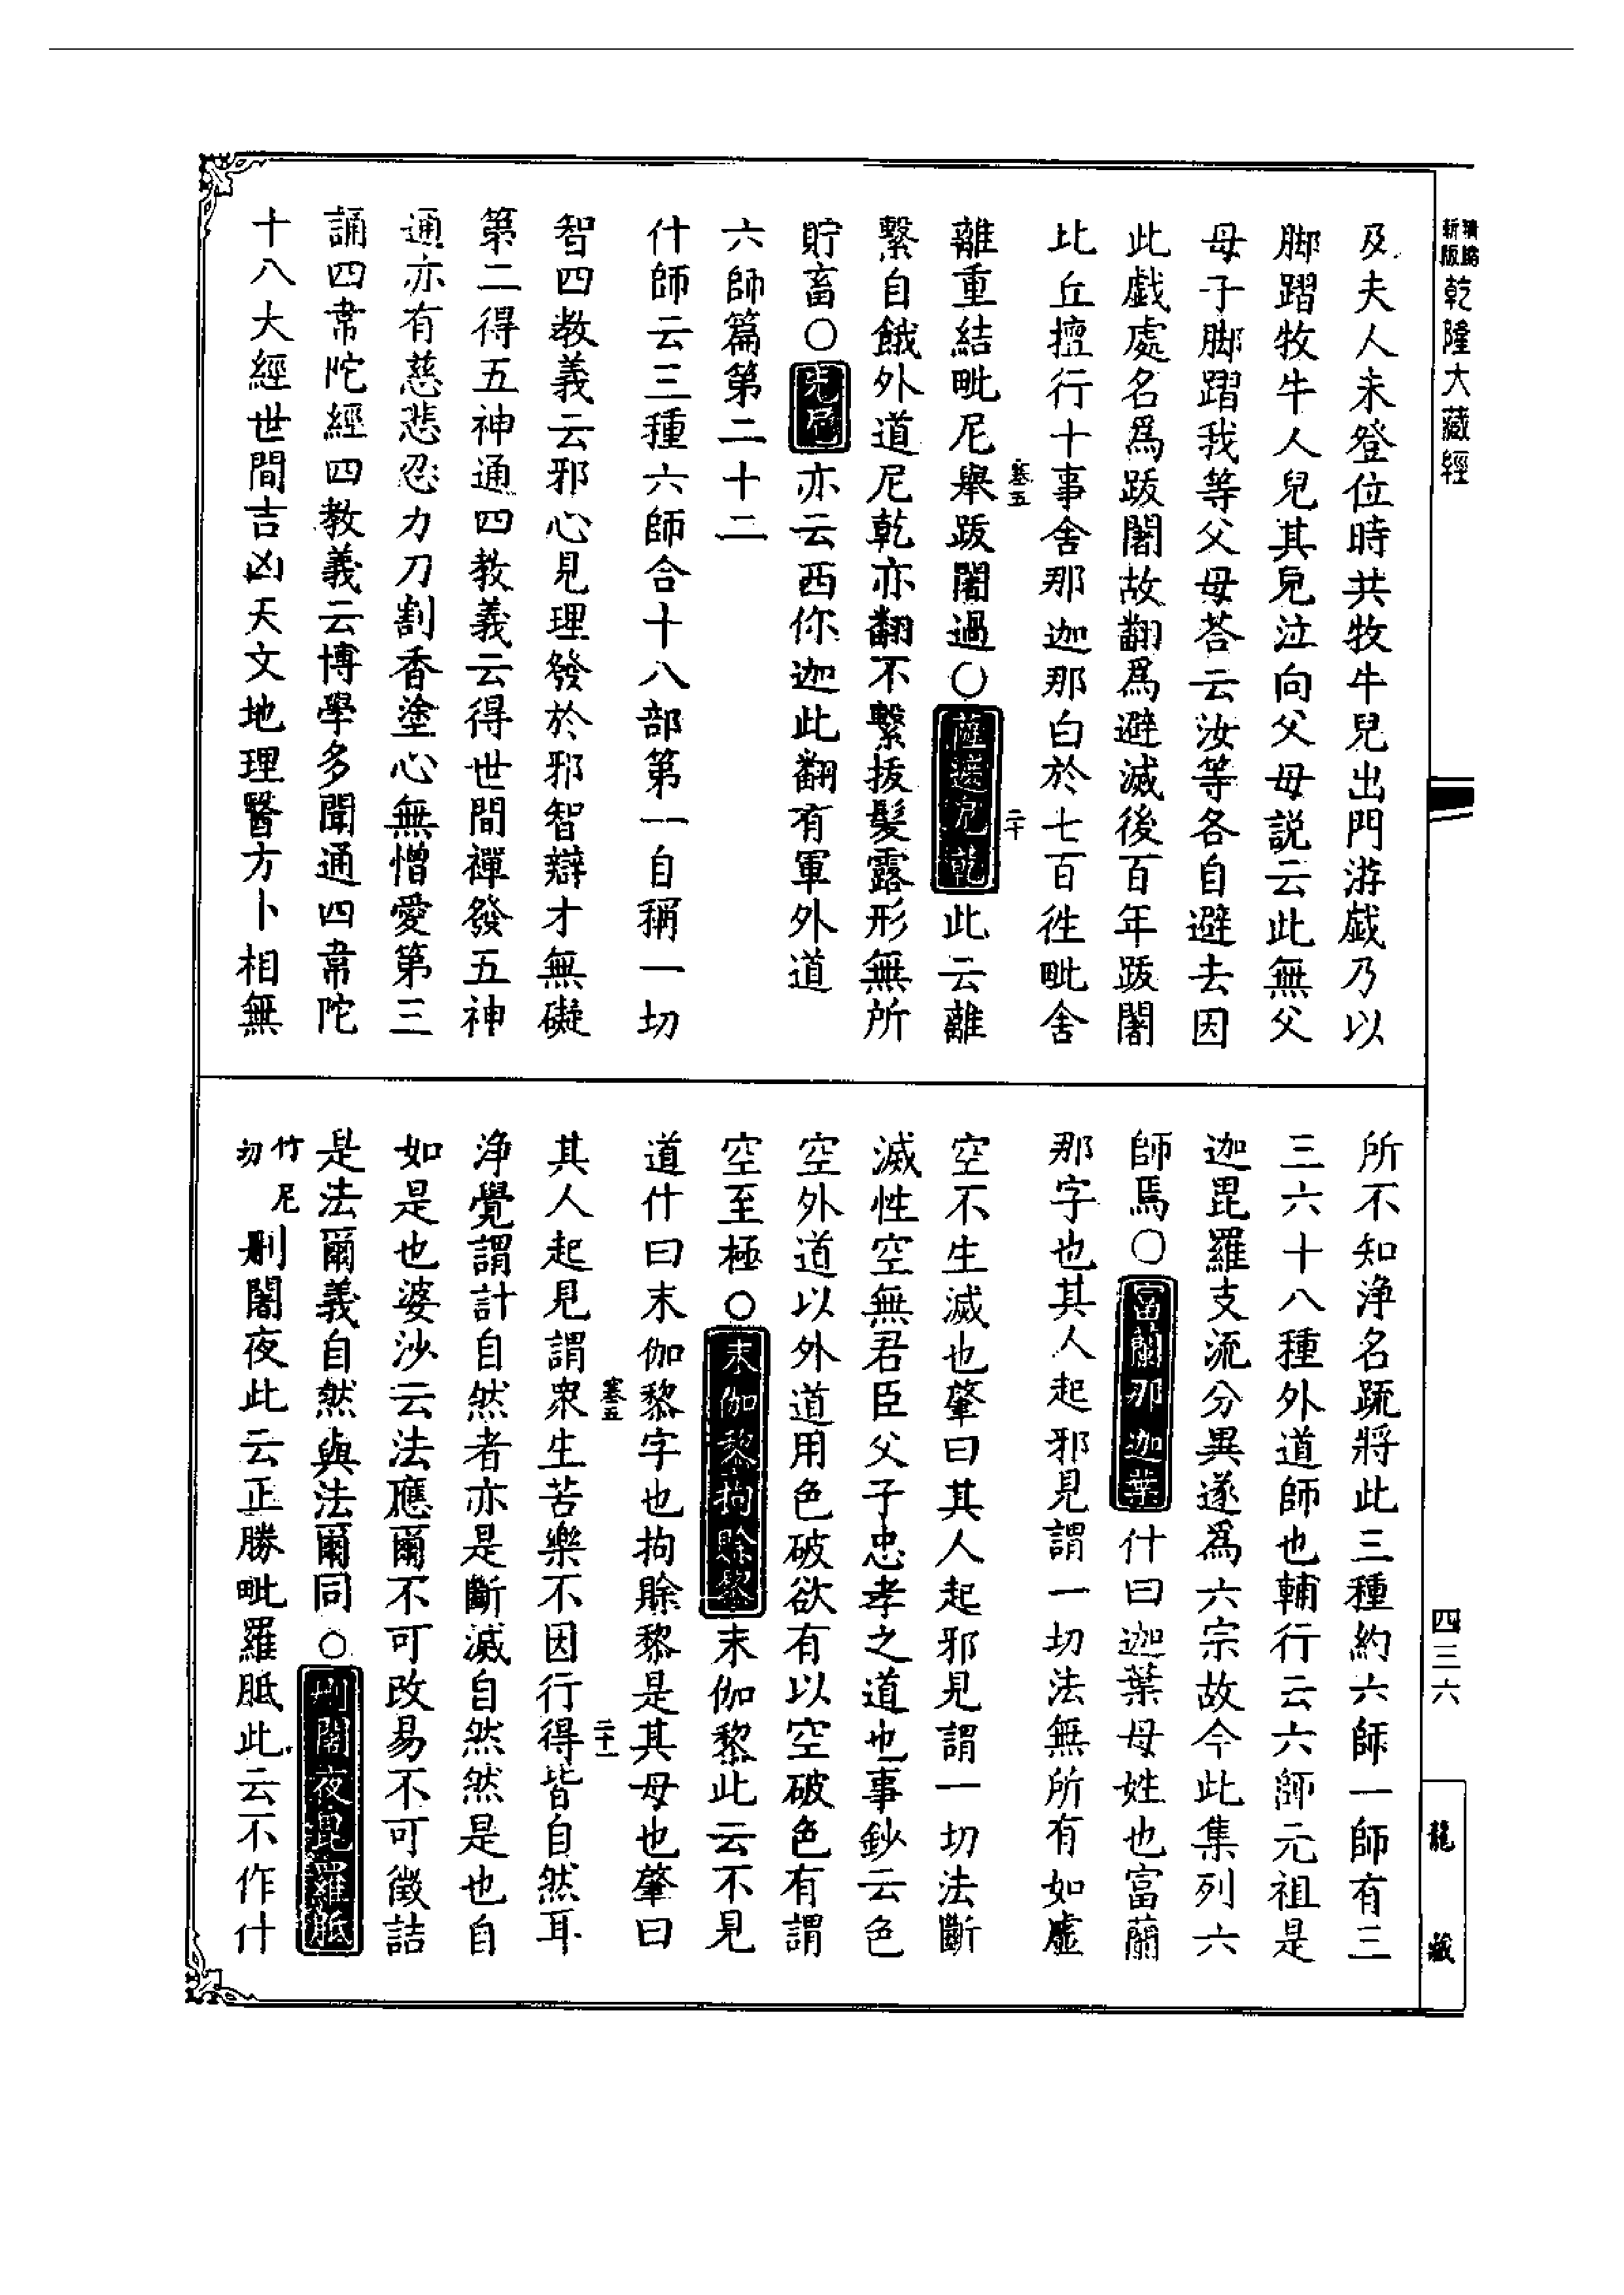 及夫人未登位時共牧牛兒出門游戲乃以
脚蹋牧牛人兒其兒泣向父母説云此無父
母子脚蹋我等父母荅云汝等各自避去因
此戲處名爲跋闍故翻爲避滅後百年跋闍
比丘擅行十事舍那迦那白於七百徃毗舍
離重結毗尼舉跋闍過○薩遮尼乾此云離
繫自餓外道尼乾亦翻不繫拔髮露形無所
貯畜○先尼亦云西你迦此翻有軍外道
六師篇第二十二
什師云三種六師合十八部第一自稱一切
智四教義云邪心見理發於邪智辯才無礙
第二得五神通四教義云得世間禪發五神
通亦有慈悲忍力刀割香塗心無憎愛第三
誦四韋陀經四教義云博學多聞通四韋陀
十八大經世間吉凶天文地理醫方卜相無
所不知浄名疏將此三種約六師一師有三
三六十八種外道師也輔行云六師元祖是
迦毘羅支流分異遂爲六宗故今此集列六
師焉○富蘭那迦葉什曰迦葉母姓也富蘭
那字也其人起邪見謂一切法無所有如虛
空不生滅也肇曰其人起邪見謂一切法斷
滅性空無君臣父子忠孝之道也事鈔云色
空外道以外道用色破欲有以空破色有謂
空至極○末伽黎拘賖黎末伽黎此云不見
道什曰末伽黎字也拘賖黎是其母也肇曰
其人起見謂衆生苦樂不因行得皆自然耳
浄覺謂計自然者亦是斷滅自然然是也自
如是也婆沙云法應爾不可改易不可徵詰
是法爾義自然與法爾同○刪闍夜毘羅胝
竹尼
切
刪闍夜此云正勝毗羅胝此云不作什
塞五
二十
塞五
二十一
精縮
新版
乾隆大藏經
四三六
龍藏